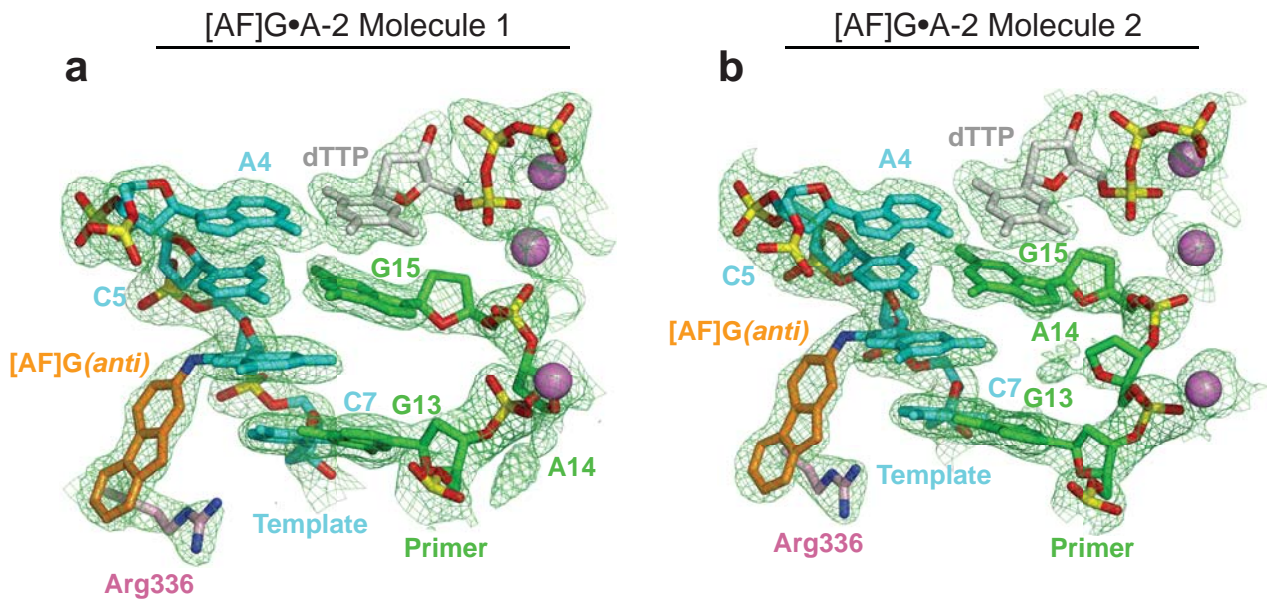 [AF]G•A-2 Molecule 1
a
dTTP
A4
G15
C5
[AF]G(anti)
C7
G13
A14
Template
Primer
Arg336
[AF]G•A-2 Molecule 2
b
dTTP
A4
G15
C5
A14
[AF]G(anti)
C7
G13
Template
Primer
Arg336